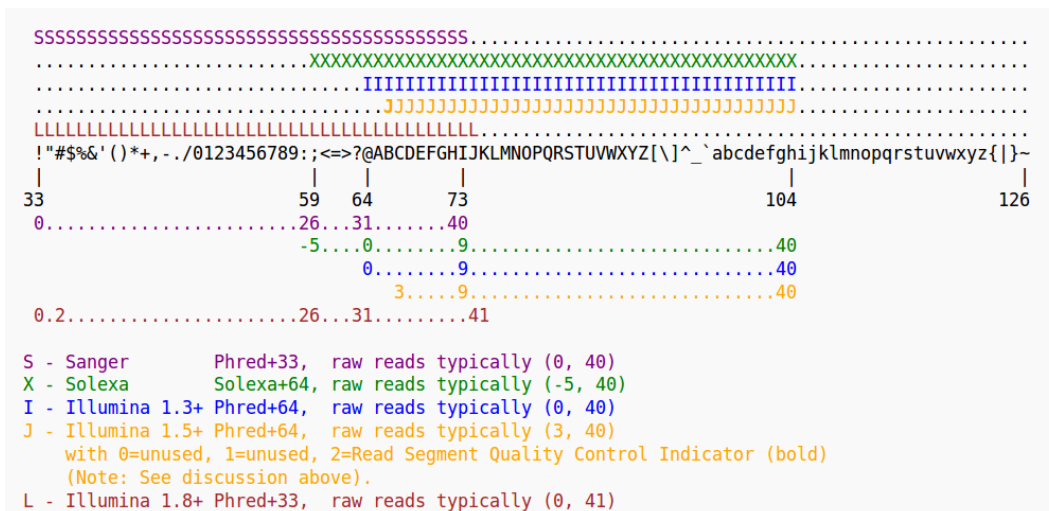 SSSSSSSSSSSSSSSSSSSSSSSSSSSSSSSSSSSSSSSSS.....................................................
..........................XXXXXXXXXXXXXXXXXXXXXXXXXXXXXXXXXXXXXXXXXXXXXX......................
...............................IIIIIIIIIIIIIIIIIIIIIIIIIIIIIIIIIIIIIIIII......................
.................................JJJJJJJJJJJJJJJJJJJJJJJJJJJJJJJJJJJJJJJ......................
LLLLLLLLLLLLLLLLLLLLLLLLLLLLLLLLLLLLLLLLLL....................................................
!"#$%&'()*+,-./0123456789:;<=>?@ABCDEFGHIJKLMNOPQRSTUVWXYZ[\]^_`abcdefghijklmnopqrstuvwxyz{|}~
| | | | | |
33 59 64 73 104 126
0........................26...31.......40
-5....0........9.............................40
0........9.............................40
3.....9.............................40
0.2......................26...31.........41
S - Sanger Phred+33, raw reads typically (0, 40)
X - Solexa Solexa+64, raw reads typically (-5, 40)
I - Illumina 1.3+ Phred+64, raw reads typically (0, 40)
J - Illumina 1.5+ Phred+64, raw reads typically (3, 40)
with 0=unused, 1=unused, 2=Read Segment Quality Control Indicator (bold)
(Note: See discussion above).
L - Illumina 1.8+ Phred+33, raw reads typically (0, 41)